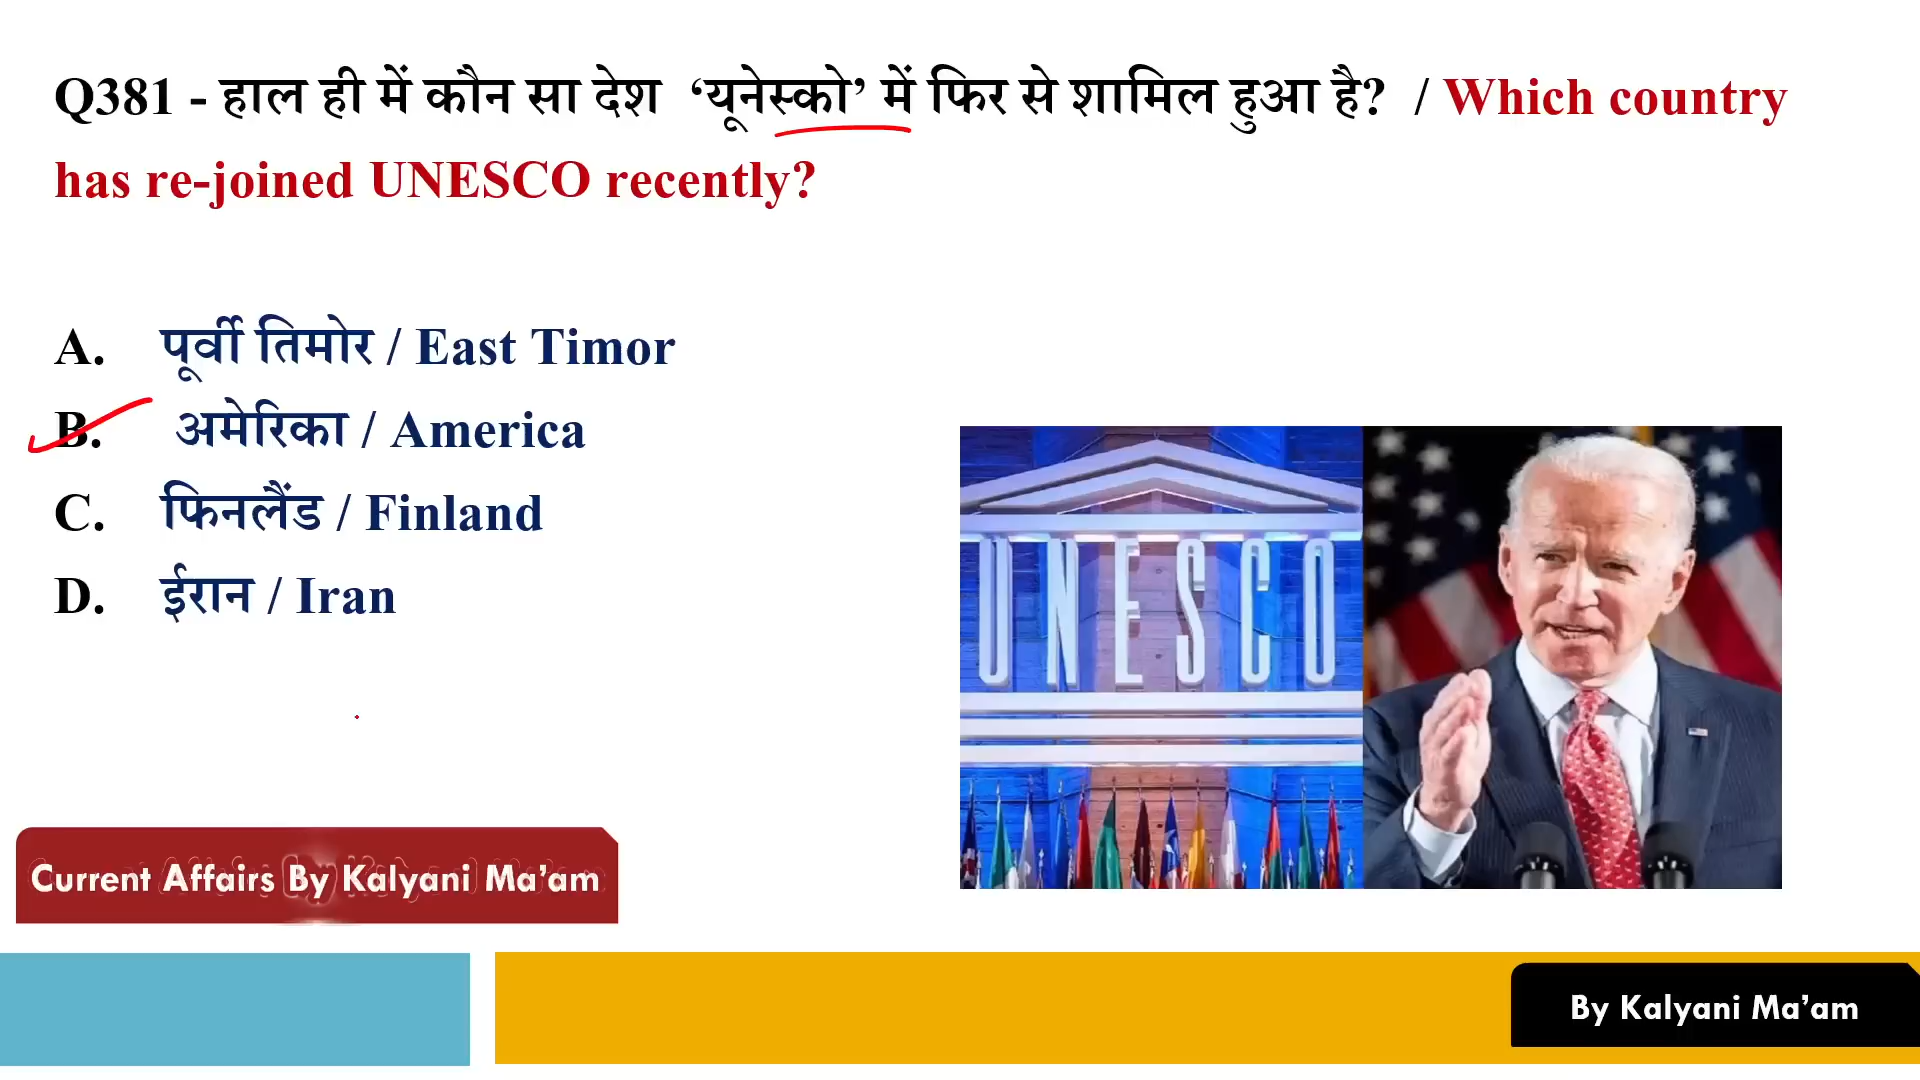 Q381 - हाल ही में कौन सा देश ‘यूनेस्को’ में फिर से शामिल हुआ है? / Which country
has re-joined UNESCO recently?
A. पूर्वी तिमोर / East Timor
B. अमेरिका / America
C. फिनलैंड / Finland
D. ईरान / Iran
UNESCO
Current Affairs By Kalyani Ma’am
By Kalyani Ma’am